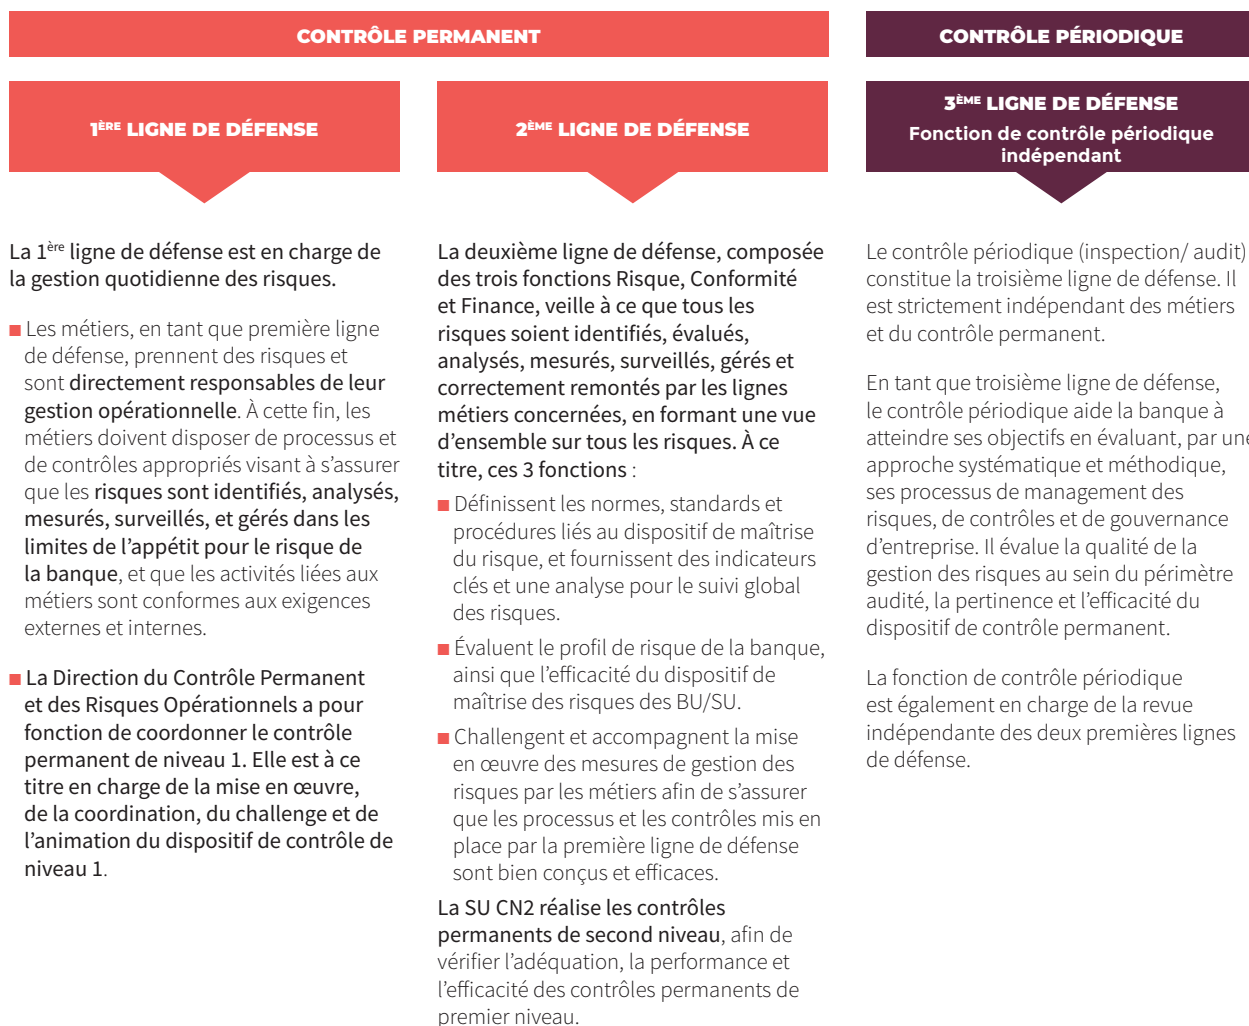 CONTRÔLE PERMANENT
CONTRÔLE PÉRIODIQUE
1ÈRE LIGNE DE DÉFENSE
2ÈME LIGNE DE DÉFENSE
3ÈME LIGNE DE DÉFENSE
Fonction de contrôle périodique
indépendant
La 1ère ligne de défense est en charge de
la gestion quotidienne des risques.
■ Les métiers, en tant que première ligne
de défense, prennent des risques et
sont directement responsables de leur
gestion opérationnelle. À cette fin, les
métiers doivent disposer de processus et
de contrôles appropriés visant à s’assurer
que les risques sont identifiés, analysés,
mesurés, surveillés, et gérés dans les
limites de l’appétit pour le risque de
la banque, et que les activités liées aux
métiers sont conformes aux exigences
externes et internes.
■ La Direction du Contrôle Permanent
et des Risques Opérationnels a pour
fonction de coordonner le contrôle
permanent de niveau 1. Elle est à ce
titre en charge de la mise en œuvre,
de la coordination, du challenge et de
l’animation du dispositif de contrôle de
niveau 1.
La deuxième ligne de défense, composée
des trois fonctions Risque, Conformité
et Finance, veille à ce que tous les
risques soient identifiés, évalués,
analysés, mesurés, surveillés, gérés et
correctement remontés par les lignes
métiers concernées, en formant une vue
d’ensemble sur tous les risques. À ce
titre, ces 3 fonctions :
■ Définissent les normes, standards et
procédures liés au dispositif de maîtrise
du risque, et fournissent des indicateurs
clés et une analyse pour le suivi global
des risques.
■ Évaluent le profil de risque de la banque,
ainsi que l’efficacité du dispositif de
maîtrise des risques des BU/SU.
■ Challengent et accompagnent la mise
en œuvre des mesures de gestion des
risques par les métiers afin de s’assurer
que les processus et les contrôles mis en
place par la première ligne de défense
sont bien conçus et efficaces.
La SU CN2 réalise les contrôles
permanents de second niveau, afin de
vérifier l’adéquation, la performance et
l’efficacité des contrôles permanents de
premier niveau.
Le contrôle périodique (inspection/ audit)
constitue la troisième ligne de défense. Il
est strictement indépendant des métiers
et du contrôle permanent.
En tant que troisième ligne de défense,
le contrôle périodique aide la banque à
atteindre ses objectifs en évaluant, par une
approche systématique et méthodique,
ses processus de management des
risques, de contrôles et de gouvernance
d’entreprise. Il évalue la qualité de la
gestion des risques au sein du périmètre
audité, la pertinence et l’efficacité du
dispositif de contrôle permanent.
La fonction de contrôle périodique
est également en charge de la revue
indépendante des deux premières lignes
de défense.